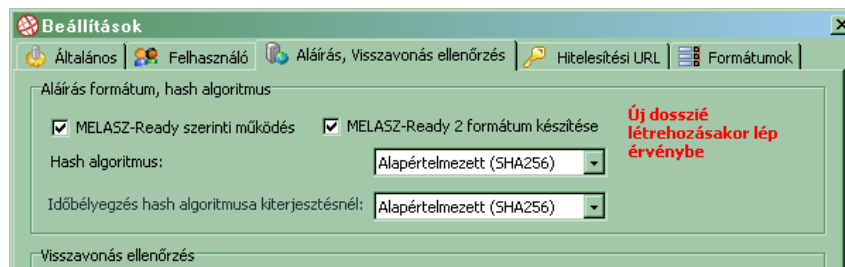 Beállítások
Általános Felhasználó Aláírás, Visszavonás ellenőrzés Hitelesítési URL Formátumok
Aláírás formátum, hash algoritmus
MELASZ-Ready szerinti működés MELASZ-Ready 2 formátum készítése
Új dosszié
létrehozásakor lép
érvénybe
Hash algoritmus: Alapértelmezett (SHA256)
Időbélyegzés hash algoritmusa kiterjesztésnél: Alapértelmezett (SHA256)
Visszavonás ellenőrzés